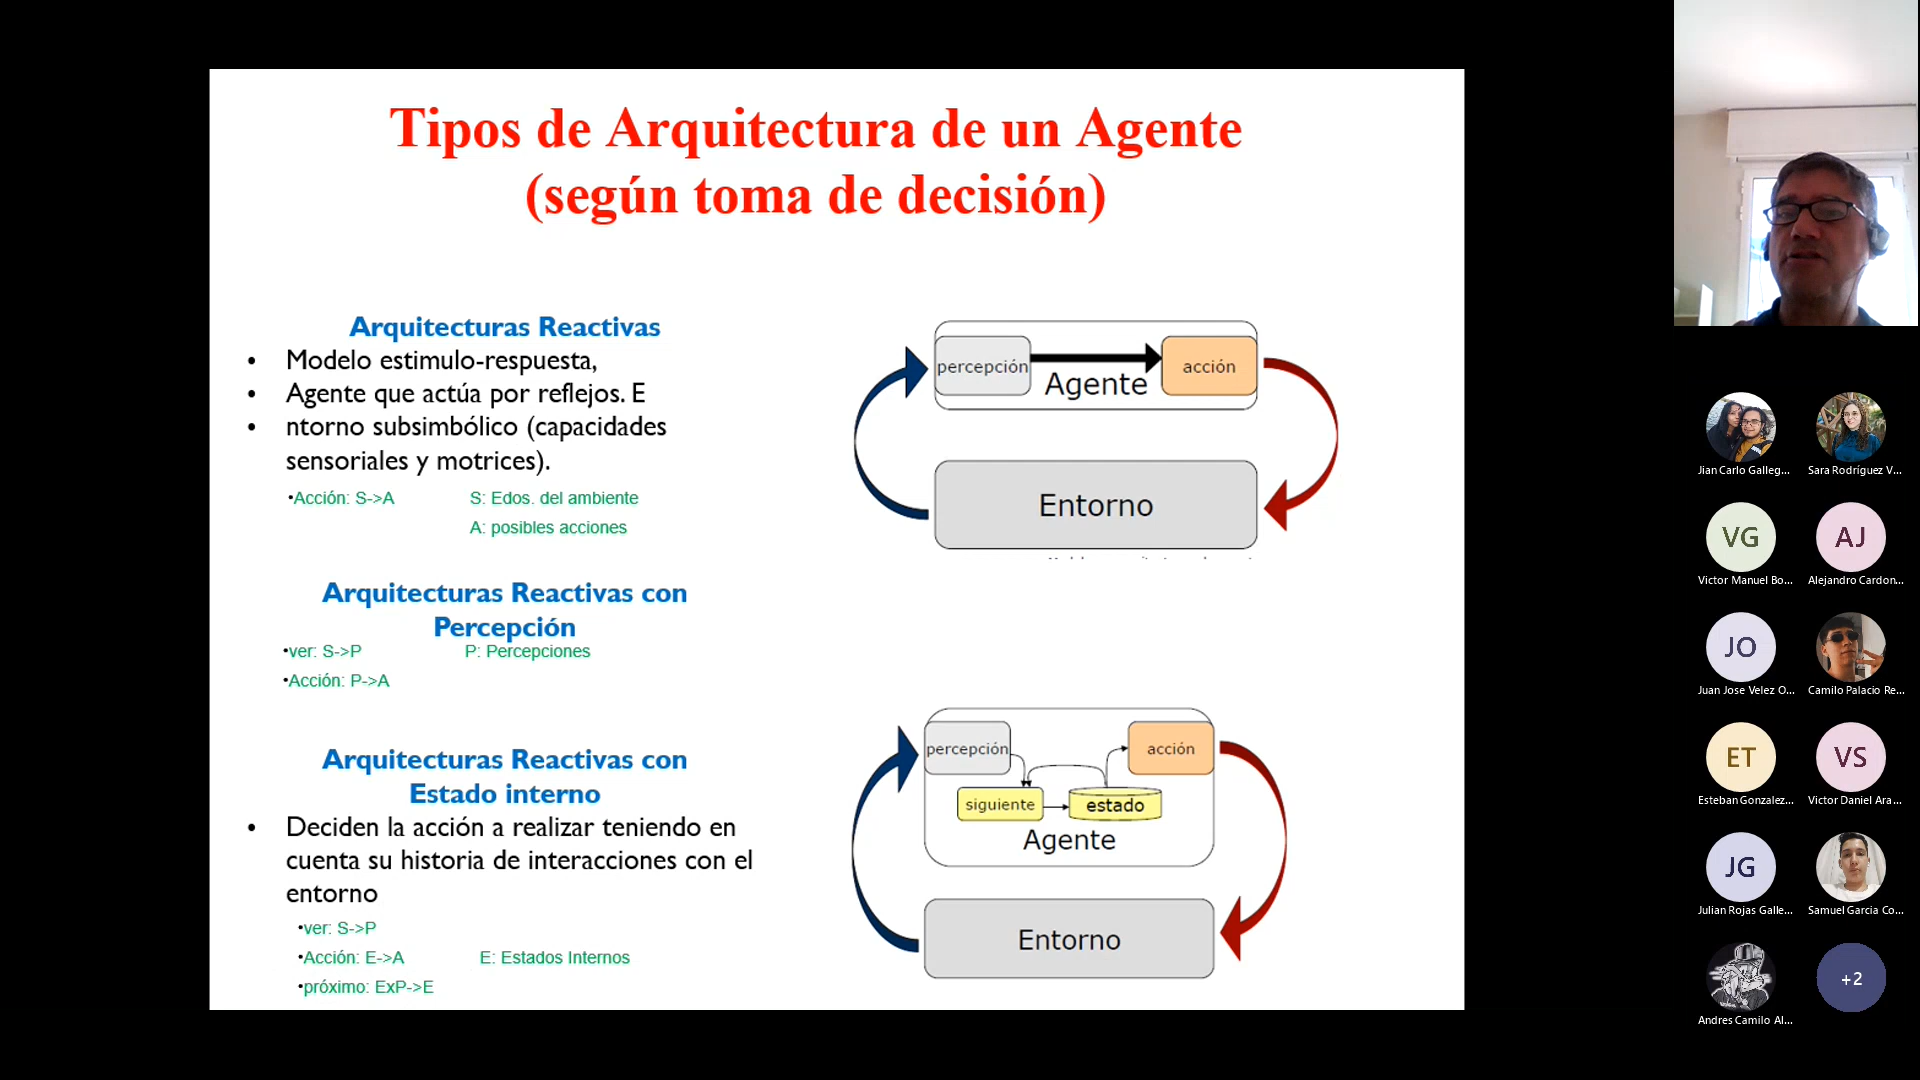 Tipos de Arquitectura de un Agente
(según toma de decisión)
Arquitecturas Reactivas
• Modelo estimulo-respuesta,
• Agente que actúa por reflejos. E
• ntorno subsimbólico (capacidades
sensoriales y motrices).
•Acción: S->A S: Edos. del ambiente
A: posibles acciones
percepción
acción
Agente
Entorno
Arquitecturas Reactivas con
Percepción
•ver: S->P P: Percepciones
•Acción: P->A
Arquitecturas Reactivas con
Estado interno
• Deciden la acción a realizar teniendo en
cuenta su historia de interacciones con el
entorno
•ver: S->P
•Acción: E->A E: Estados Internos
•próximo: ExP->E
percepción
acción
siguiente
estado
Agente
Entorno
Jian Carlo Galleg...
Sara Rodríguez V...
VG
AJ
Victor Manuel Bo...
Alejandro Cardon...
JO
Juan Jose Velez O...
Camilo Palacio Re...
ET
VS
Esteban Gonzalez...
Victor Daniel Ara...
JG
Julian Rojas Galle...
Samuel Garcia Co...
+2
Andres Camilo Al...